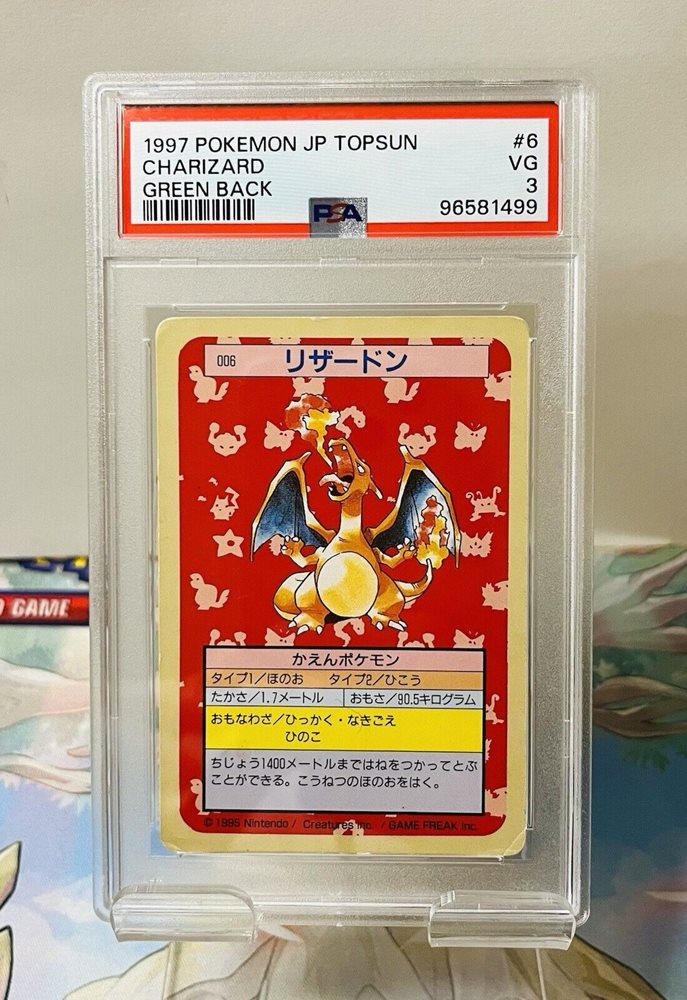 1997 POKEMON JP TOPSUN #6
CHARIZARD VG
GREEN BACK 3
PSA 96581499
006 リザードン
かえんポケモン
タイプ1/ほのお タイプ2/ひこう
たかさ/1.7メートル おもさ/90.5キログラム
おもなわざ/ひっかく・なきごえ
ひのこ
ちじょう1400メートルまではねをつかってとぶ
ことができる。こうねつのほのおをはく。
© 1995 Nintendo / Creatures inc. / GAME FREAK inc.
GAME